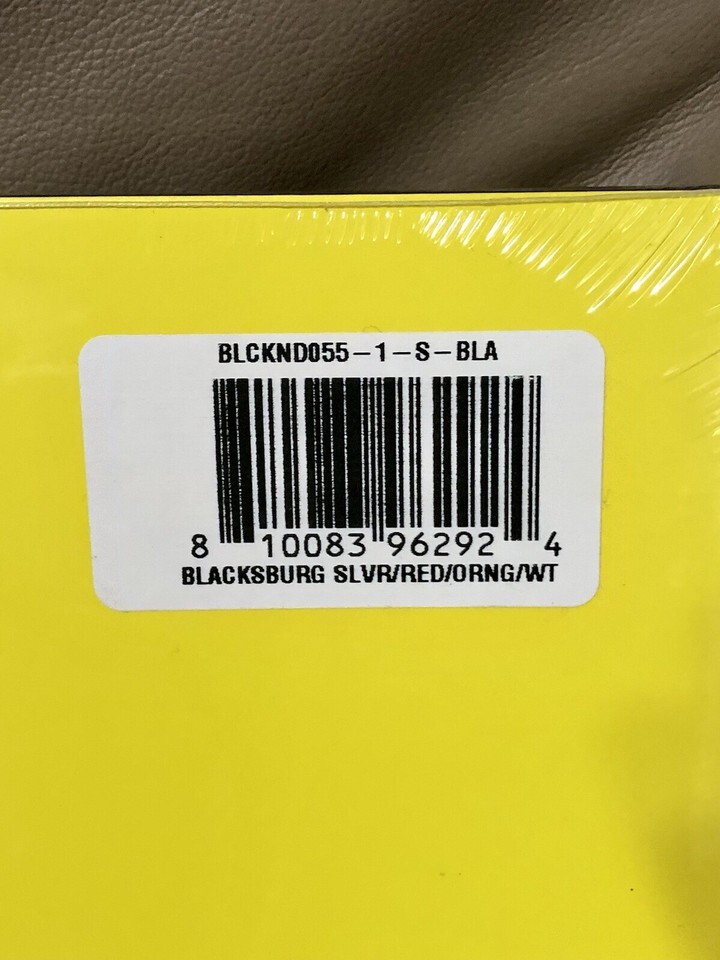 BLCKND055-1-S-BLA
8 10083 96292 4
BLACKSBURG SLVR/RED/ORNG/WT